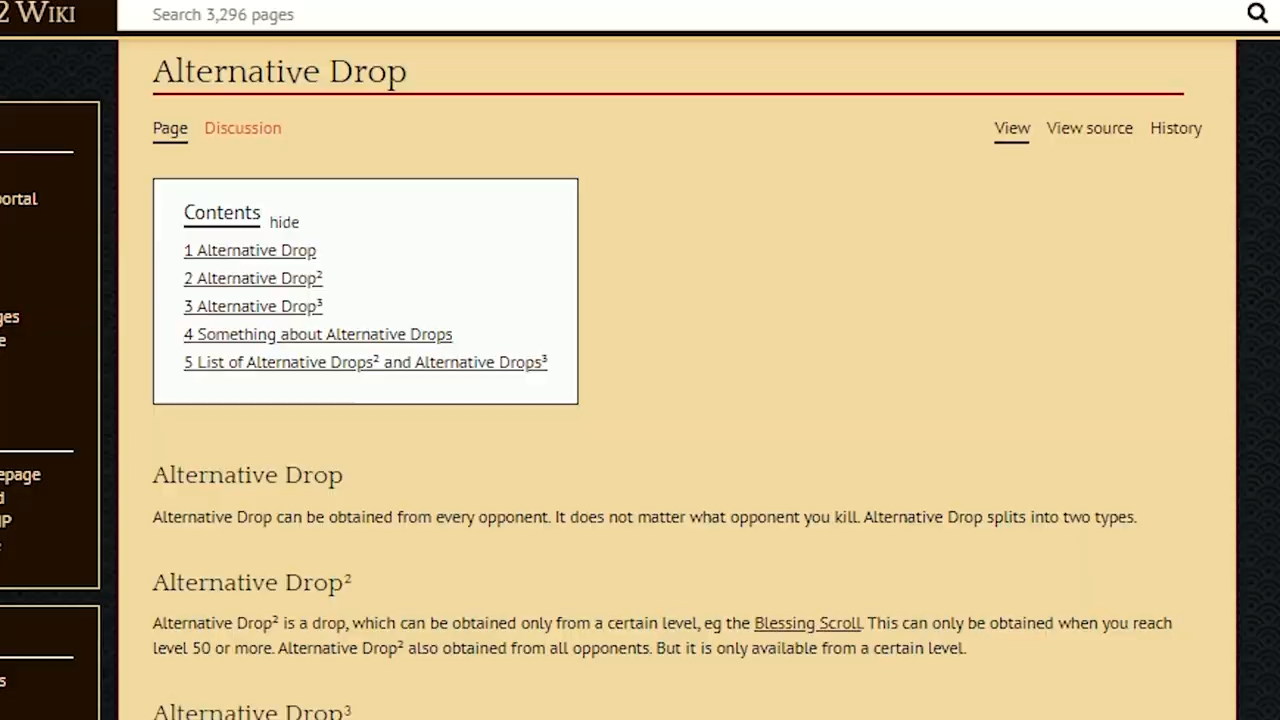 2 Wiki
Search 3,296 pages
Alternative Drop
Page Discussion View View source History
Contents hide
1 Alternative Drop
2 Alternative Drop²
3 Alternative Drop³
4 Something about Alternative Drops
5 List of Alternative Drops² and Alternative Drops³
Alternative Drop
Alternative Drop can be obtained from every opponent. It does not matter what opponent you kill. Alternative Drop splits into two types.
Alternative Drop²
Alternative Drop² is a drop, which can be obtained only from a certain level, eg the Blessing Scroll. This can only be obtained when you reach
level 50 or more. Alternative Drop² also obtained from all opponents. But it is only available from a certain level.
Alternative Drop³